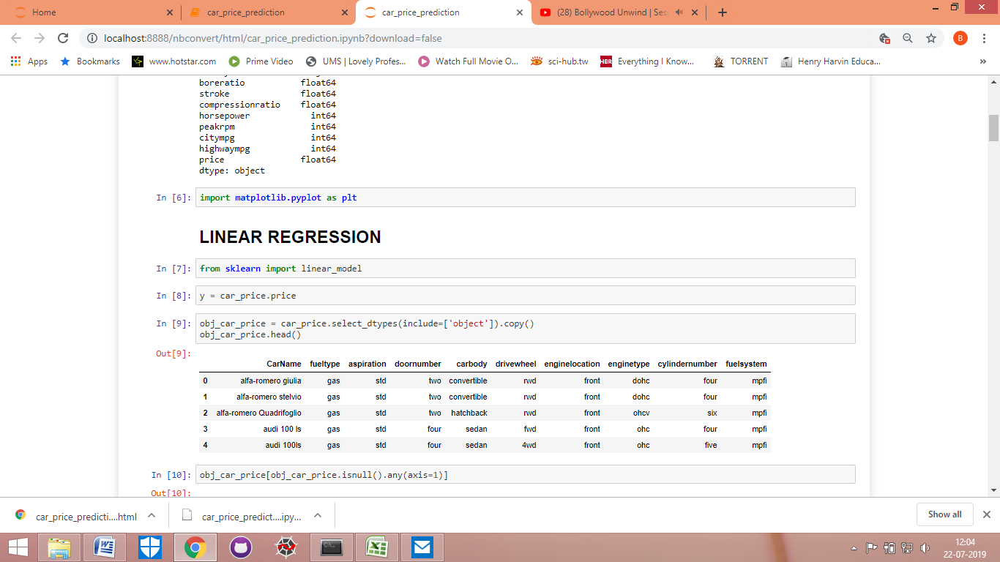 Home
car_price_prediction
car_price_prediction
(28) Bollywood Unwind | Ses
localhost:8888/nbconvert/html/car_price_prediction.ipynb?download=false
B
Apps
Bookmarks
www.hotstar.com
Prime Video
UMS | Lovely Profes...
Watch Full Movie O...
sci-hub.tw
HBR
Everything I Know...
TORRENT
Henry Harvin Educa...
»
boreratio float64
stroke float64
compressionratio float64
horsepower int64
peakrpm int64
citympg int64
highwaympg int64
price float64
dtype: object
In [6]: import matplotlib.pyplot as plt
LINEAR REGRESSION
In [7]: from sklearn import linear_model
In [8]: y = car_price.price
In [9]: obj_car_price = car_price.select_dtypes(include=['object']).copy()
obj_car_price.head()
Out[9]:
CarName fueltype aspiration doornumber carbody drivewheel enginelocation enginetype cylindernumber fuelsystem
0 alfa-romero giulia gas std two convertible rwd front dohc four mpfi
1 alfa-romero stelvio gas std two convertible rwd front dohc four mpfi
2 alfa-romero Quadrifoglio gas std two hatchback rwd front ohcv six mpfi
3 audi 100 ls gas std four sedan fwd front ohc four mpfi
4 audi 100ls gas std four sedan 4wd front ohc five mpfi
In [10]: obj_car_price[obj_car_price.isnull().any(axis=1)]
Out[10]:
car_price_predicti....html
car_price_predict....ipy...
Show all
12:04
22-07-2019